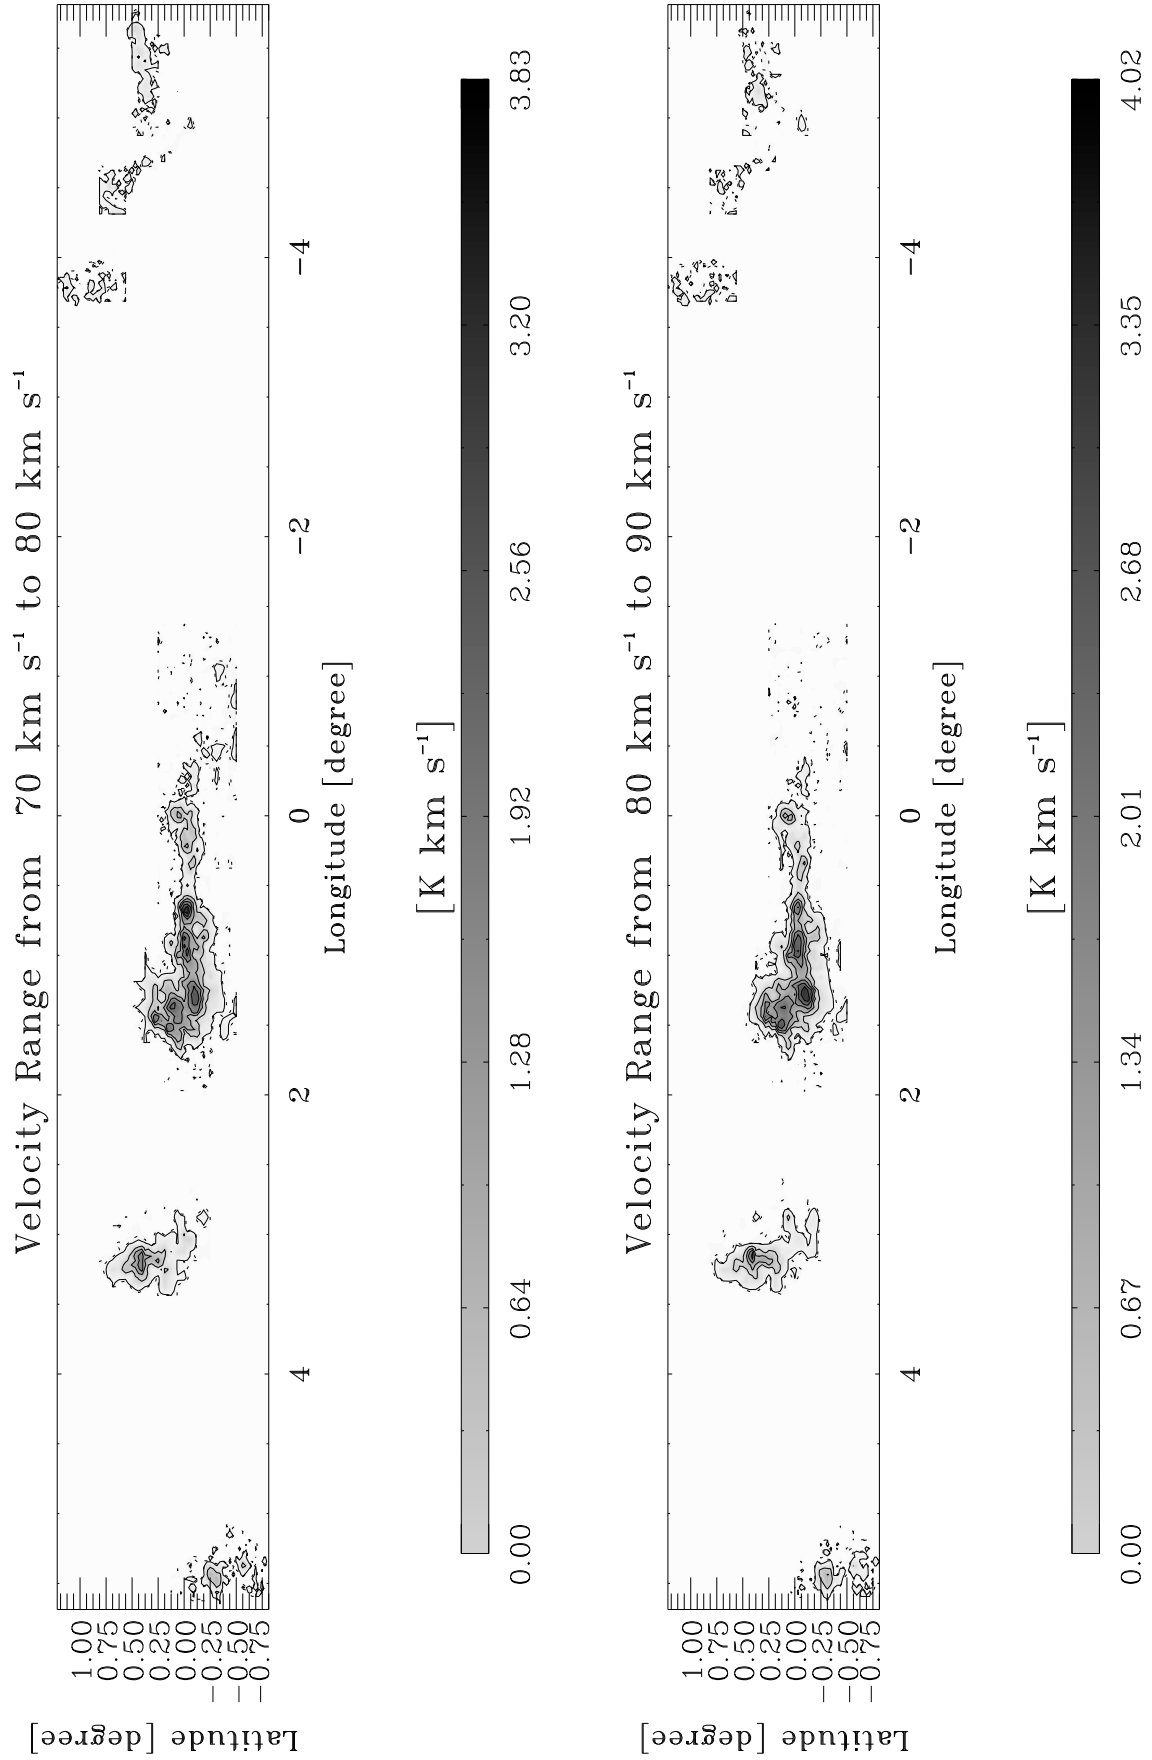 Velocity Range from 70 km s⁻¹ to 80 km s⁻¹
Latitude [degree]
1.00
0.75
0.50
0.25
0.00
−0.25
−0.50
−0.75
4 2 0 −2 −4
Longitude [degree]
[K km s⁻¹]
0.00 0.64 1.28 1.92 2.56 3.20 3.83
Velocity Range from 80 km s⁻¹ to 90 km s⁻¹
Latitude [degree]
1.00
0.75
0.50
0.25
0.00
−0.25
−0.50
−0.75
4 2 0 −2 −4
Longitude [degree]
[K km s⁻¹]
0.00 0.67 1.34 2.01 2.68 3.35 4.02